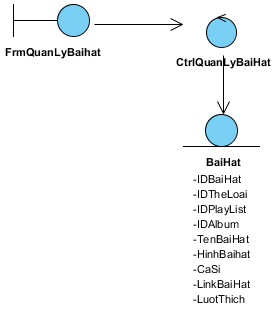 FrmQuanLyBaihat
CtrlQuanLyBaiHat
BaiHat
-IDBaiHat
-IDTheLoai
-IDPlayList
-IDAlbum
-TenBaiHat
-HinhBaihat
-CaSi
-LinkBaiHat
-LuotThich